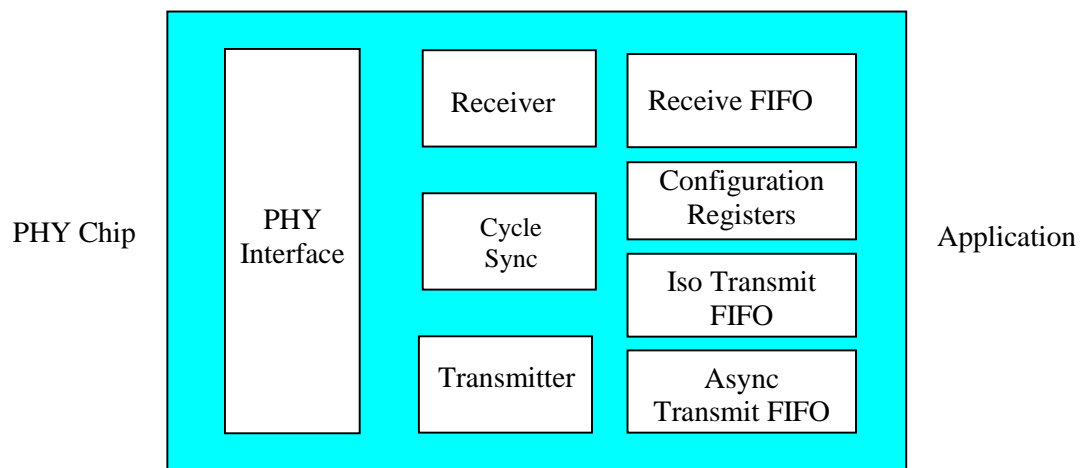 PHY Chip
PHY
Interface
Receiver
Cycle
Sync
Transmitter
Receive FIFO
Configuration
Registers
Iso Transmit
FIFO
Async
Transmit FIFO
Application